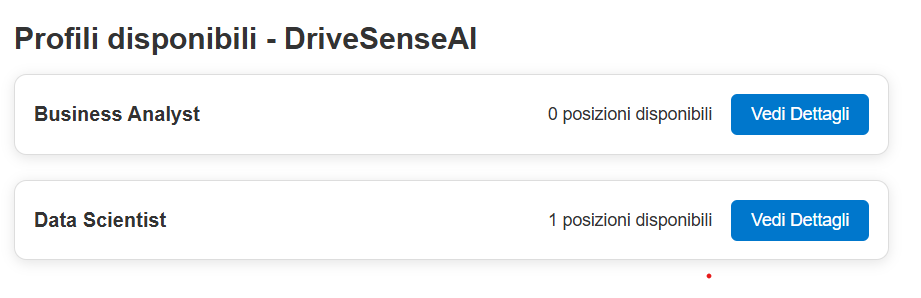 Profili disponibili - DriveSenseAI
Business Analyst 0 posizioni disponibili Vedi Dettagli
Data Scientist 1 posizioni disponibili Vedi Dettagli